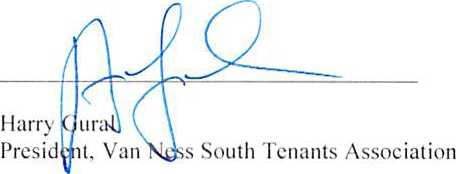 Harry Gural
President, Van Ness South Tenants Association